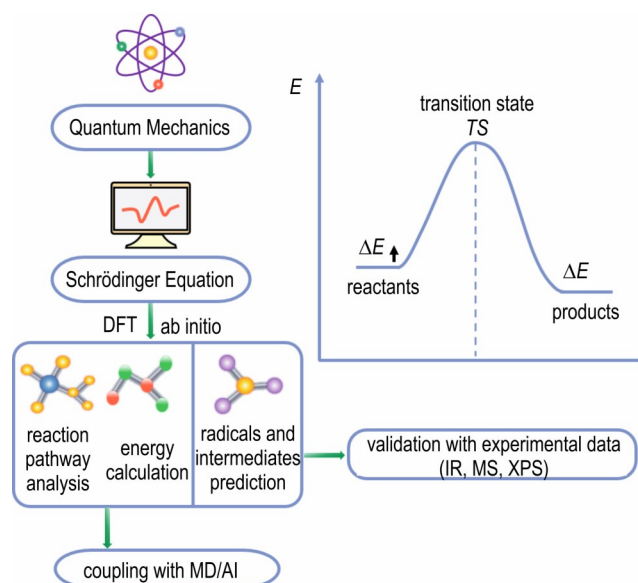 Quantum Mechanics
Schrödinger Equation
DFT
ab initio
reaction
pathway
analysis
energy
calculation
radicals and
intermediates
prediction
coupling with MD/AI
validation with experimental data
(IR, MS, XPS)
E
transition state
TS
ΔE
reactants
ΔE
products